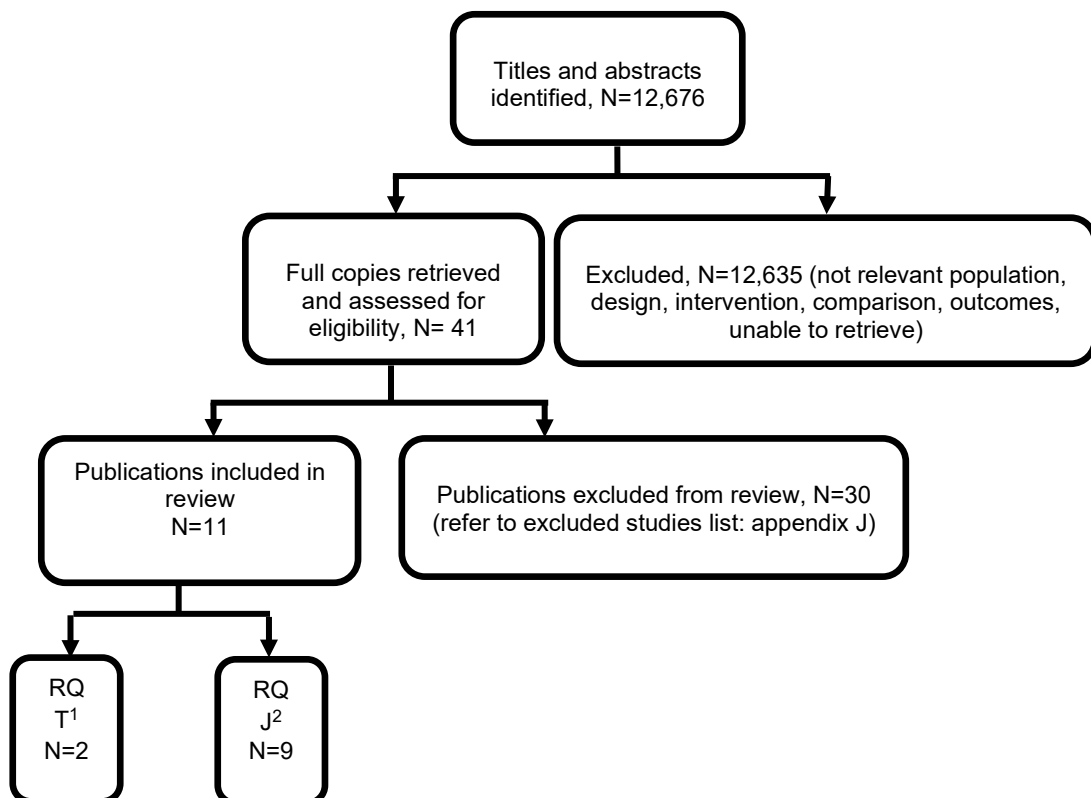 Titles and abstracts
identified, N=12,676
Full copies retrieved
and assessed for
eligibility, N= 41
Excluded, N=12,635 (not relevant population,
design, intervention, comparison, outcomes,
unable to retrieve)
Publications included in
review
N=11
Publications excluded from review, N=30
(refer to excluded studies list: appendix J)
RQ
T¹
N=2
RQ
J²
N=9